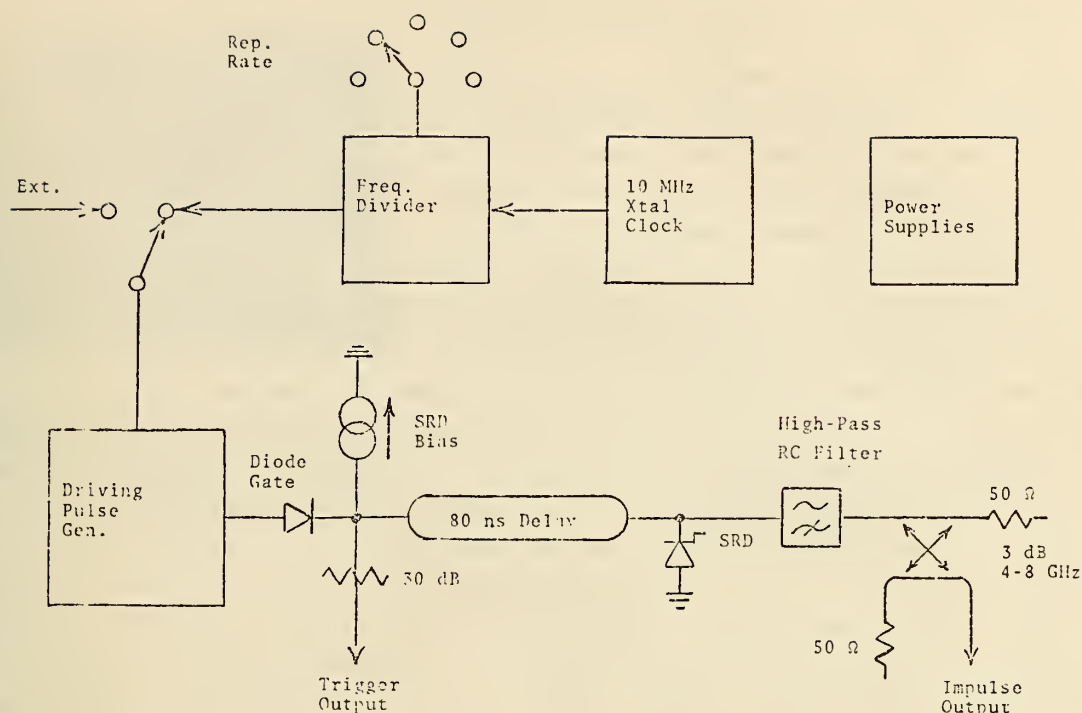 Rep.
Rate
Ext.
Freq.
Divider
10 MHz
Xtal
Clock
Power
Supplies
SRD
Bias
High-Pass
RC Filter
Diode
Gate
Driving
Pulse
Gen.
80 ns Delay
50 Ω
SRD
3 dB
4-8 GHz
30 dB
50 Ω
Trigger
Output
Impulse
Output